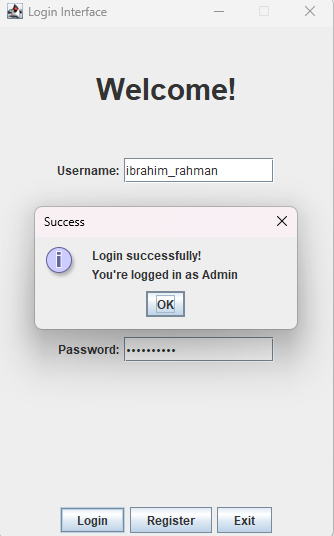 Login Interface
Welcome!
Username: ibrahim_rahman
Success
Login successfully!
You're logged in as Admin
OK
Password: ••••••••••
Login Register Exit